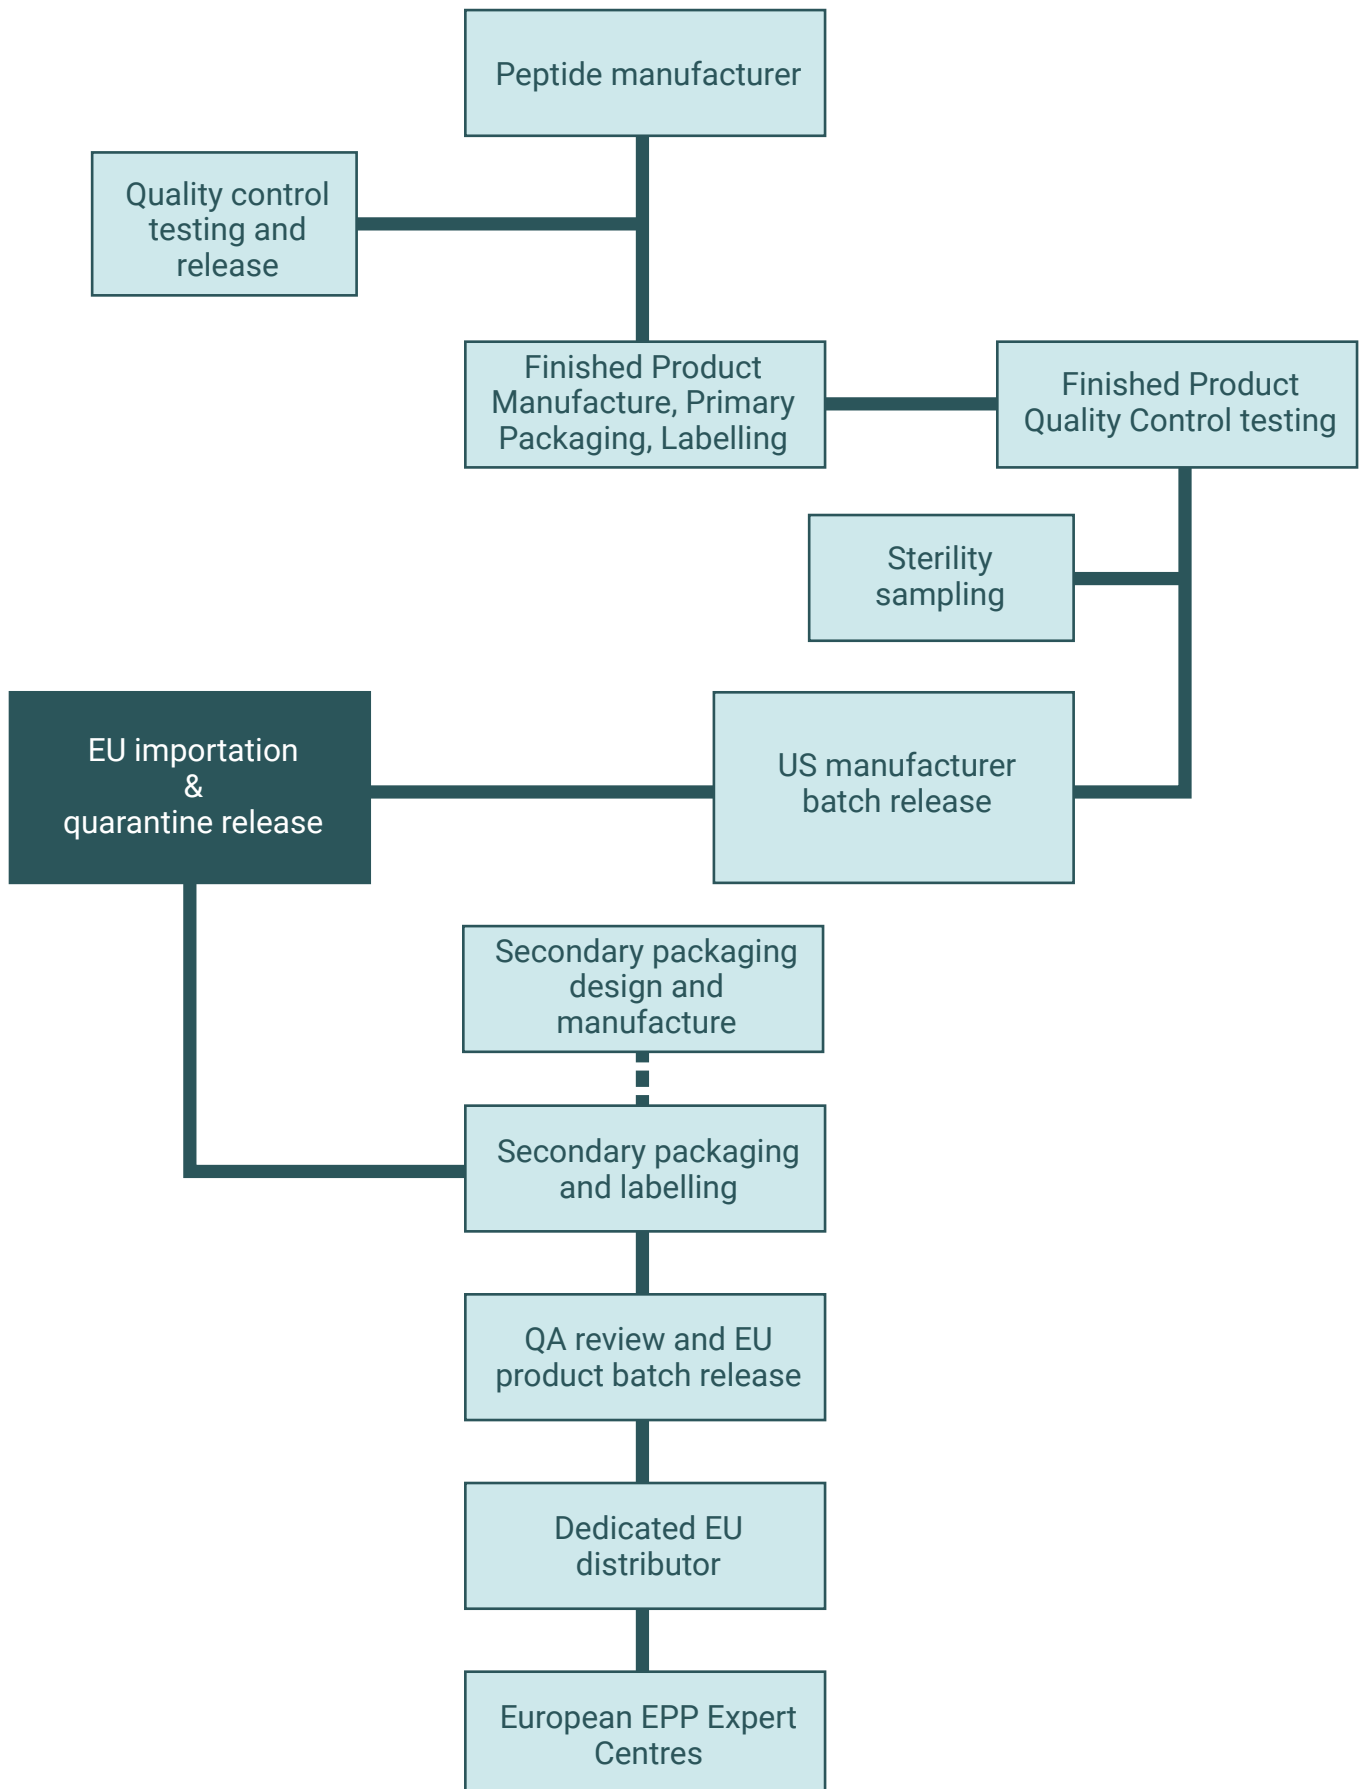 Peptide manufacturer
Quality control
testing and
release
Finished Product
Manufacture, Primary
Packaging, Labelling
Finished Product
Quality Control testing
Sterility
sampling
EU importation
&
quarantine release
US manufacturer
batch release
Secondary packaging
design and
manufacture
Secondary packaging
and labelling
QA review and EU
product batch release
Dedicated EU
distributor
European EPP Expert
Centres